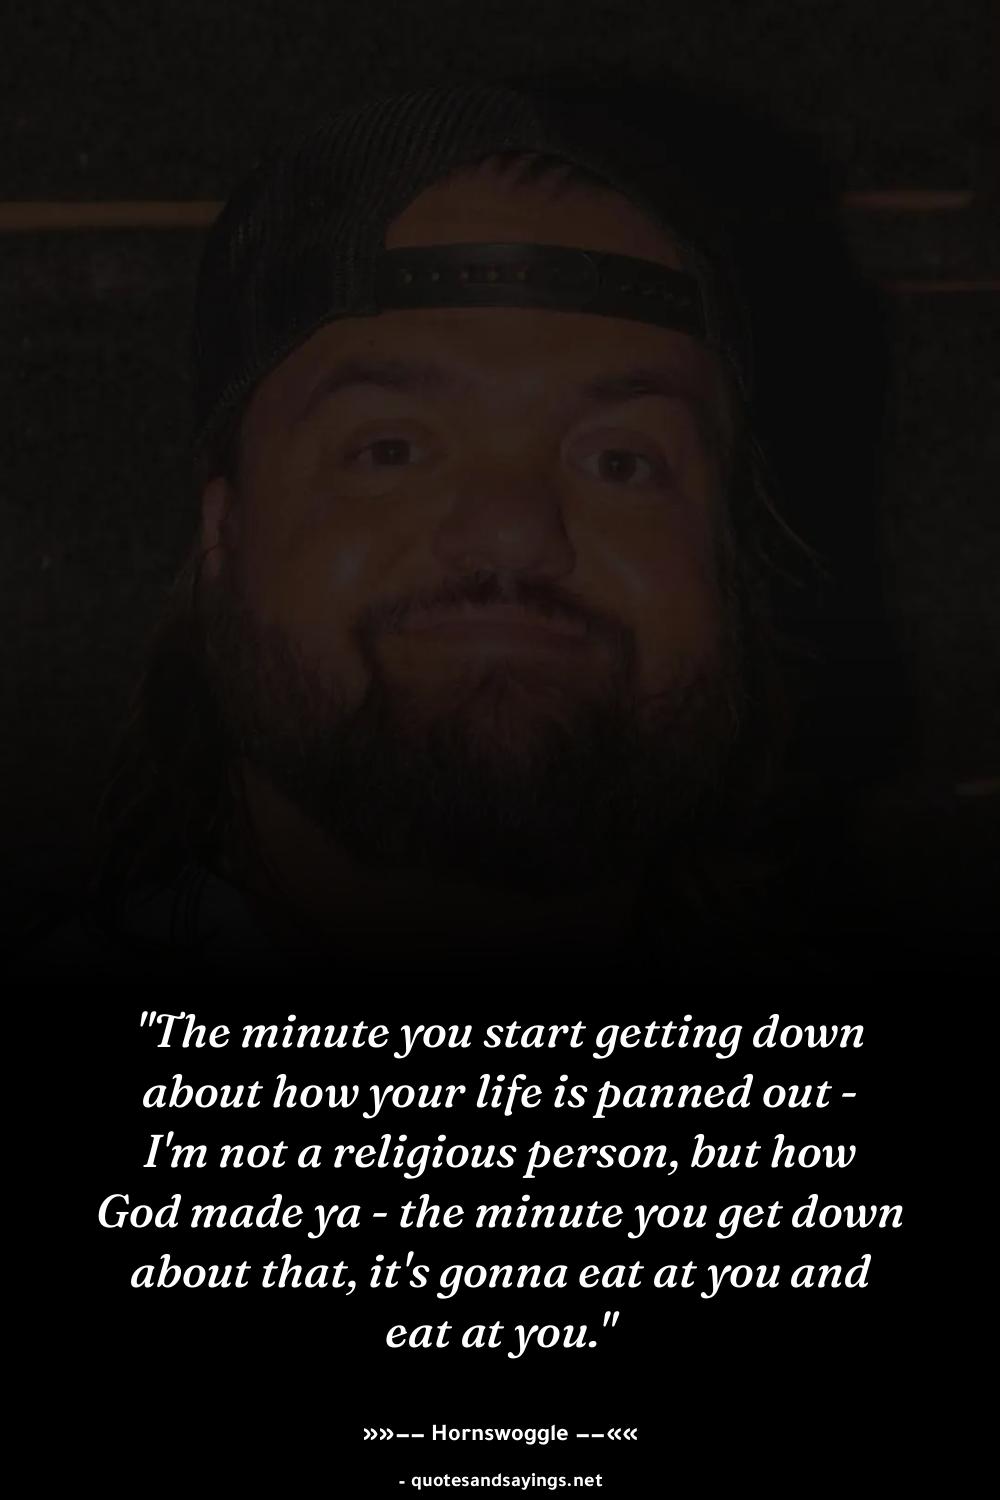 "The minute you start getting down
about how your life is panned out -
I'm not a religious person, but how
God made ya - the minute you get down
about that, it's gonna eat at you and
eat at you."
»»–– Hornswoggle ––««
- quotesandsayings.net